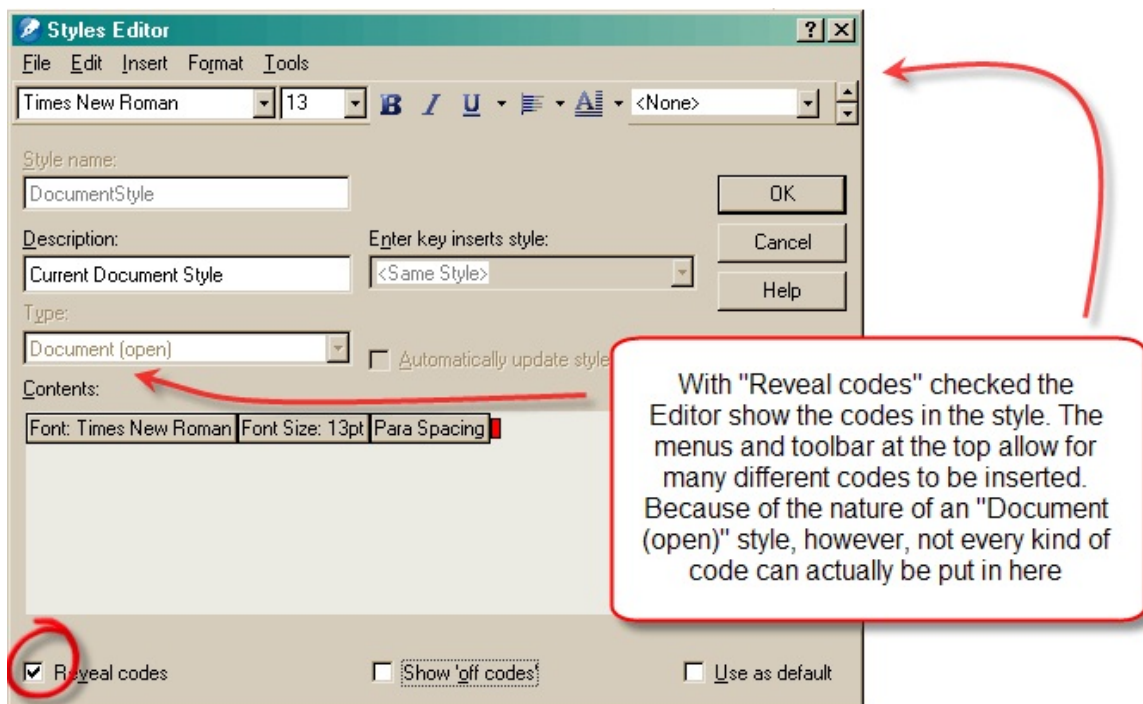 Styles Editor
File Edit Insert Format Tools
Times New Roman 13 B I U A <None>
Style name:
DocumentStyle
OK
Description:
Enter key inserts style:
Cancel
Current Document Style
<Same Style>
Help
Type:
Document (open)
Automatically update style
Contents:
Font: Times New Roman Font Size: 13pt Para Spacing
With "Reveal codes" checked the
Editor show the codes in the style. The
menus and toolbar at the top allow for
many different codes to be inserted.
Because of the nature of an "Document
(open)" style, however, not every kind of
code can actually be put in here
Reveal codes
Show 'off codes'
Use as default